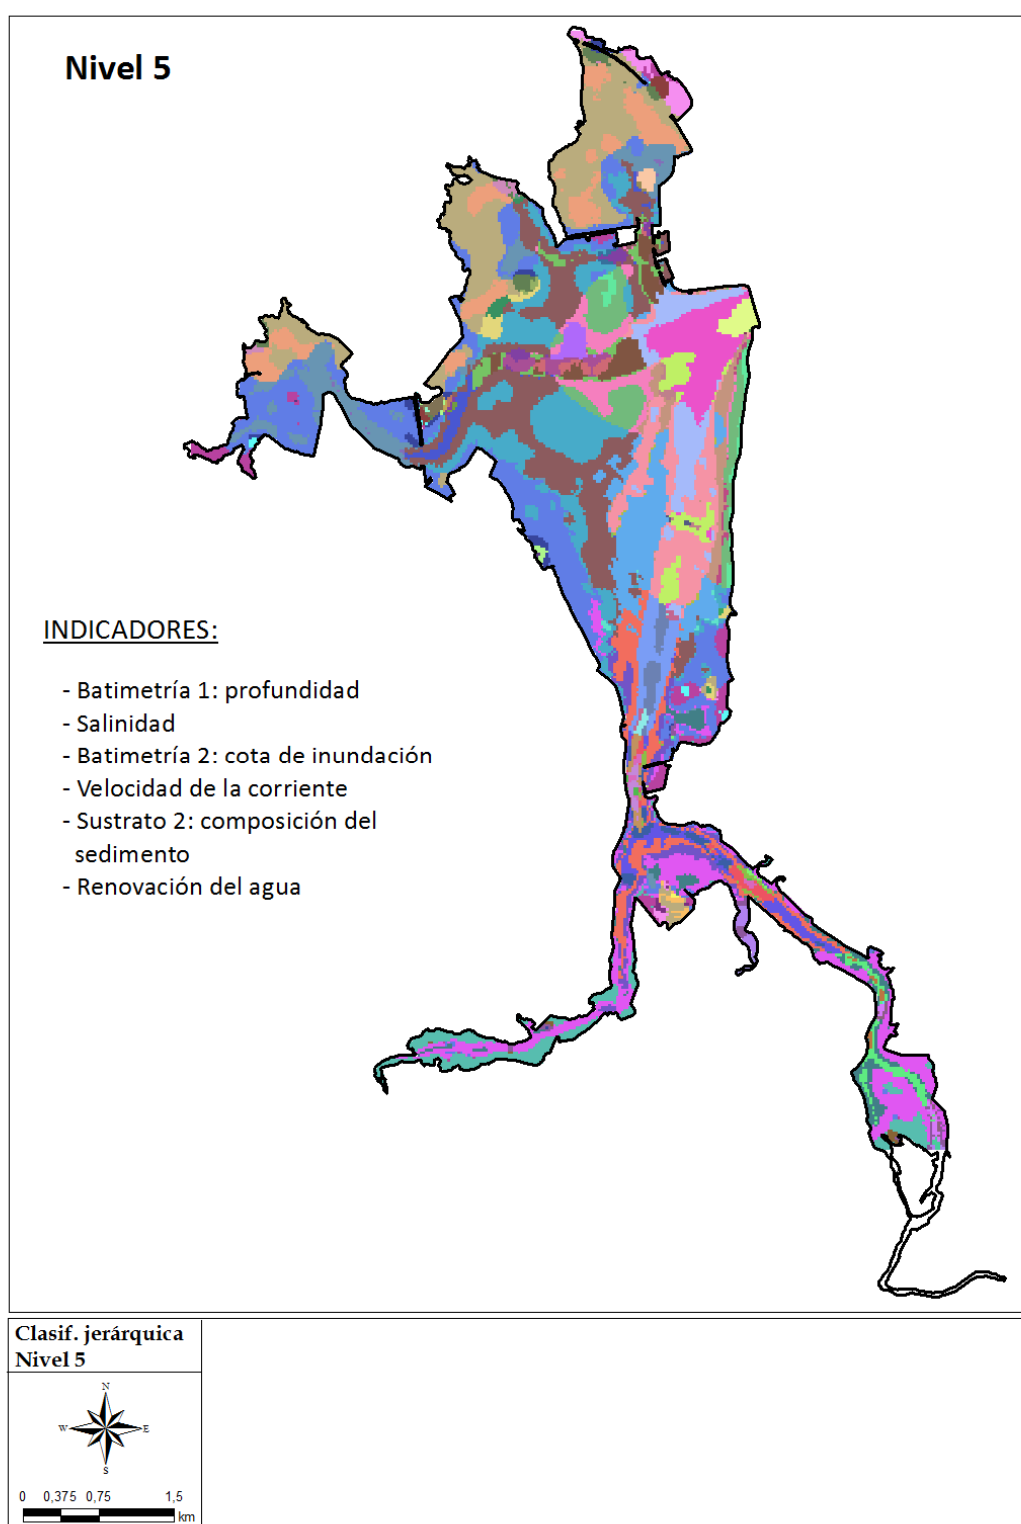 Nivel 5
INDICADORES:
- Batimetría 1: profundidad
- Salinidad
- Batimetría 2: cota de inundación
- Velocidad de la corriente
- Sustrato 2: composición del
sedimento
- Renovación del agua
Clasif. jerárquica
Nivel 5
N
W E
S
0 0,375 0,75 1,5
km